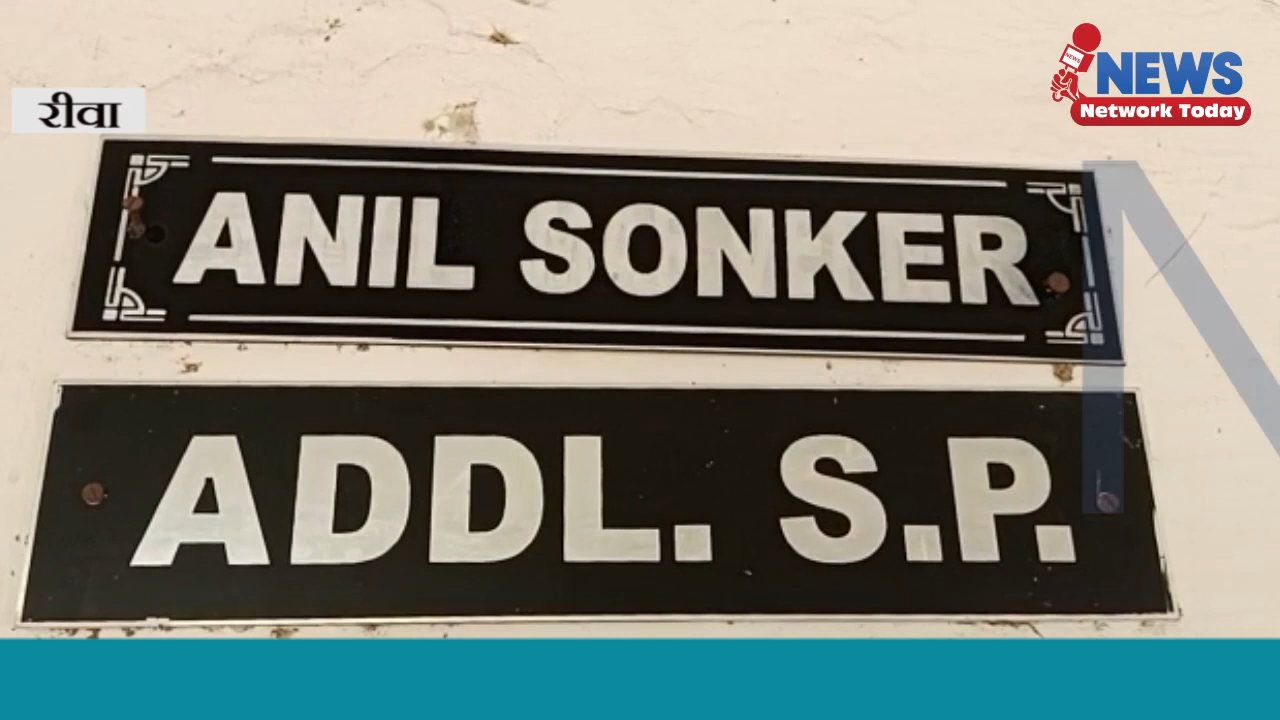 रीवा
NEWS
Network Today
ANIL SONKER
ADDL. S.P.